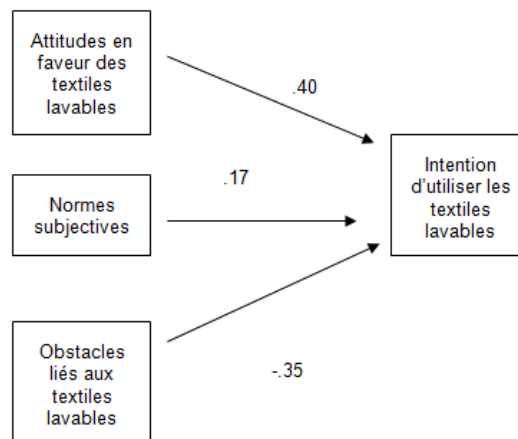 Attitudes en
faveur des
textiles
lavables
.40
Intention
d'utiliser les
textiles
lavables
.17
Normes
subjectives
Obstacles
liés aux
textiles
lavables
-.35